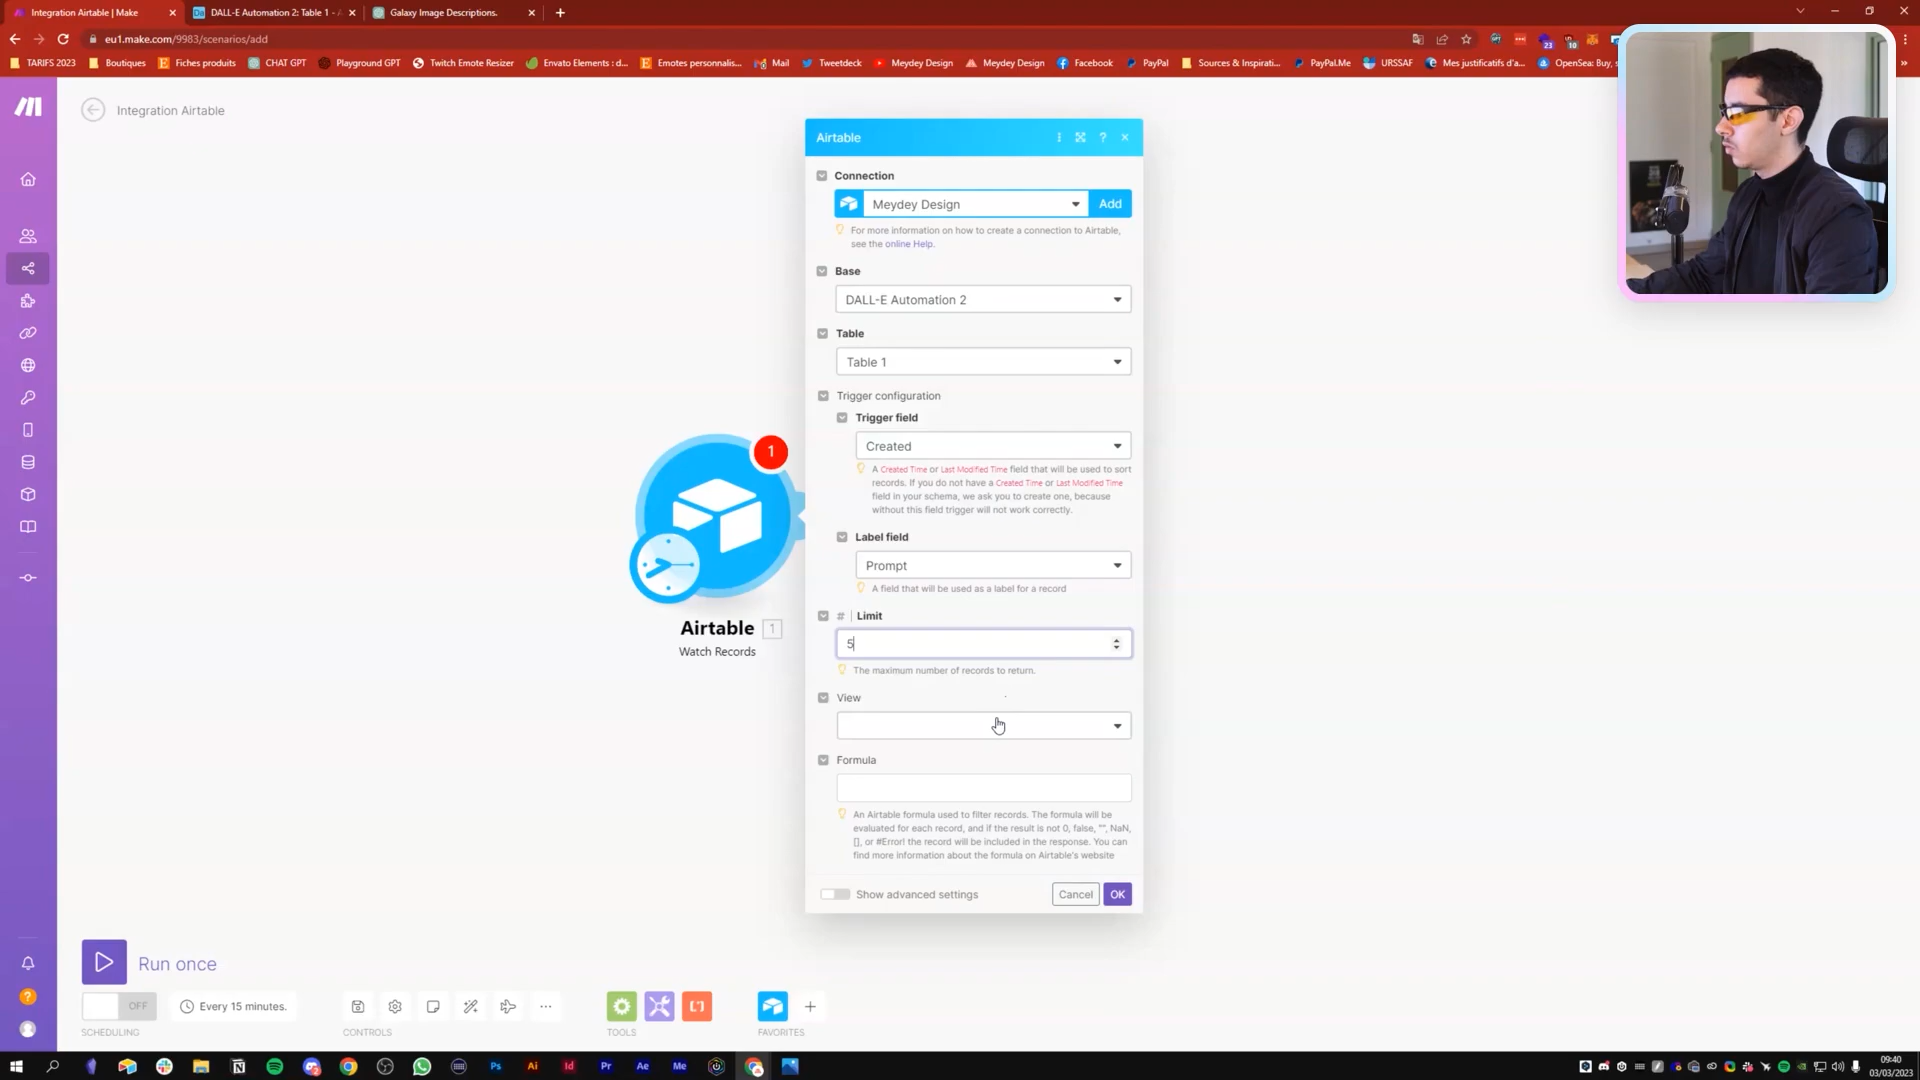 Integration Airtable | Make
DALL-E Automation 2: Table 1 - A
Galaxy Image Descriptions.
eu1.make.com/9983/scenarios/add
TARIFS 2023
Boutiques
Fiches produits
CHAT GPT
Playground GPT
Twitch Emote Resizer
Envato Elements : d...
Emotes personnalis...
Mail
Tweetdeck
Meydey Design
Meydey Design
Facebook
PayPal
Sources & Inspirati...
PayPal.Me
URSSAF
Mes justificatifs d'a...
OpenSea: Buy, s
23
10
Integration Airtable
Airtable
Connection
Meydey Design
Add
For more information on how to create a connection to Airtable,
see the online Help.
Base
DALL-E Automation 2
Table
Table 1
Trigger configuration
Trigger field
Created
A Created Time or Last Modified Time field that will be used to sort
records. If you do not have a Created Time or Last Modified Time
field in your schema, we ask you to create one, because
without this field trigger will not work correctly.
Label field
Prompt
A field that will be used as a label for a record
# | Limit
5
The maximum number of records to return.
View
Formula
An Airtable formula used to filter records. The formula will be
evaluated for each record, and if the result is not 0, false, "", NaN,
[], or #Error! the record will be included in the response. You can
find more information about the formula on Airtable's website
Show advanced settings
Cancel
OK
1
Airtable 1
Watch Records
Run once
OFF
Every 15 minutes.
SCHEDULING
CONTROLS
TOOLS
FAVORITES
Ps
Ai
Id
Pr
Ae
Me
09:40
03/03/2023